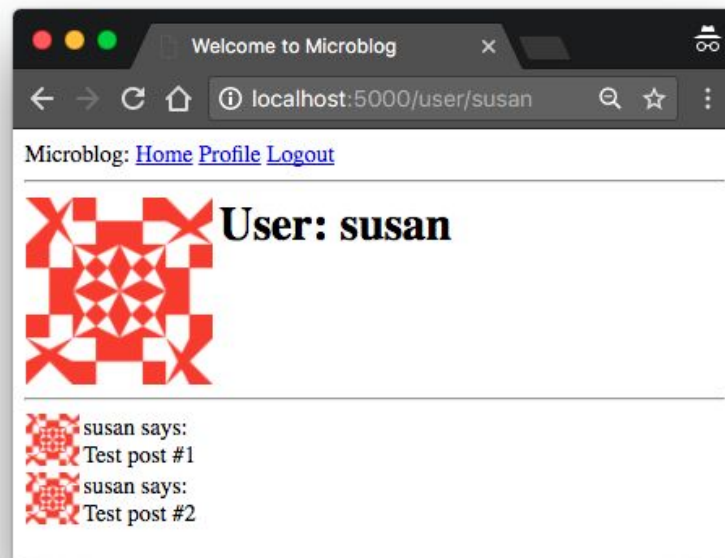 Welcome to Microblog
localhost:5000/user/susan
Microblog: Home Profile Logout
User: susan
susan says:
Test post #1
susan says:
Test post #2